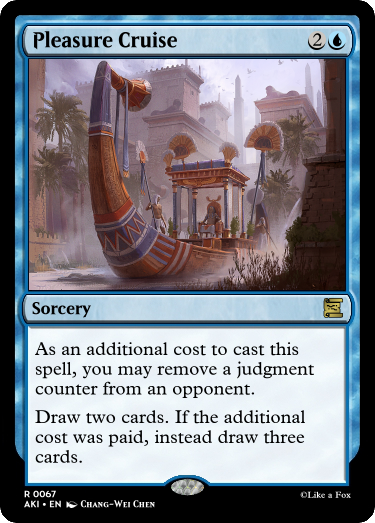 Pleasure Cruise 2
Sorcery
As an additional cost to cast this
spell, you may remove a judgment
counter from an opponent.
Draw two cards. If the additional
cost was paid, instead draw three
cards.
R 0067
AKI • EN Chang-Wei Chen
©Like a Fox